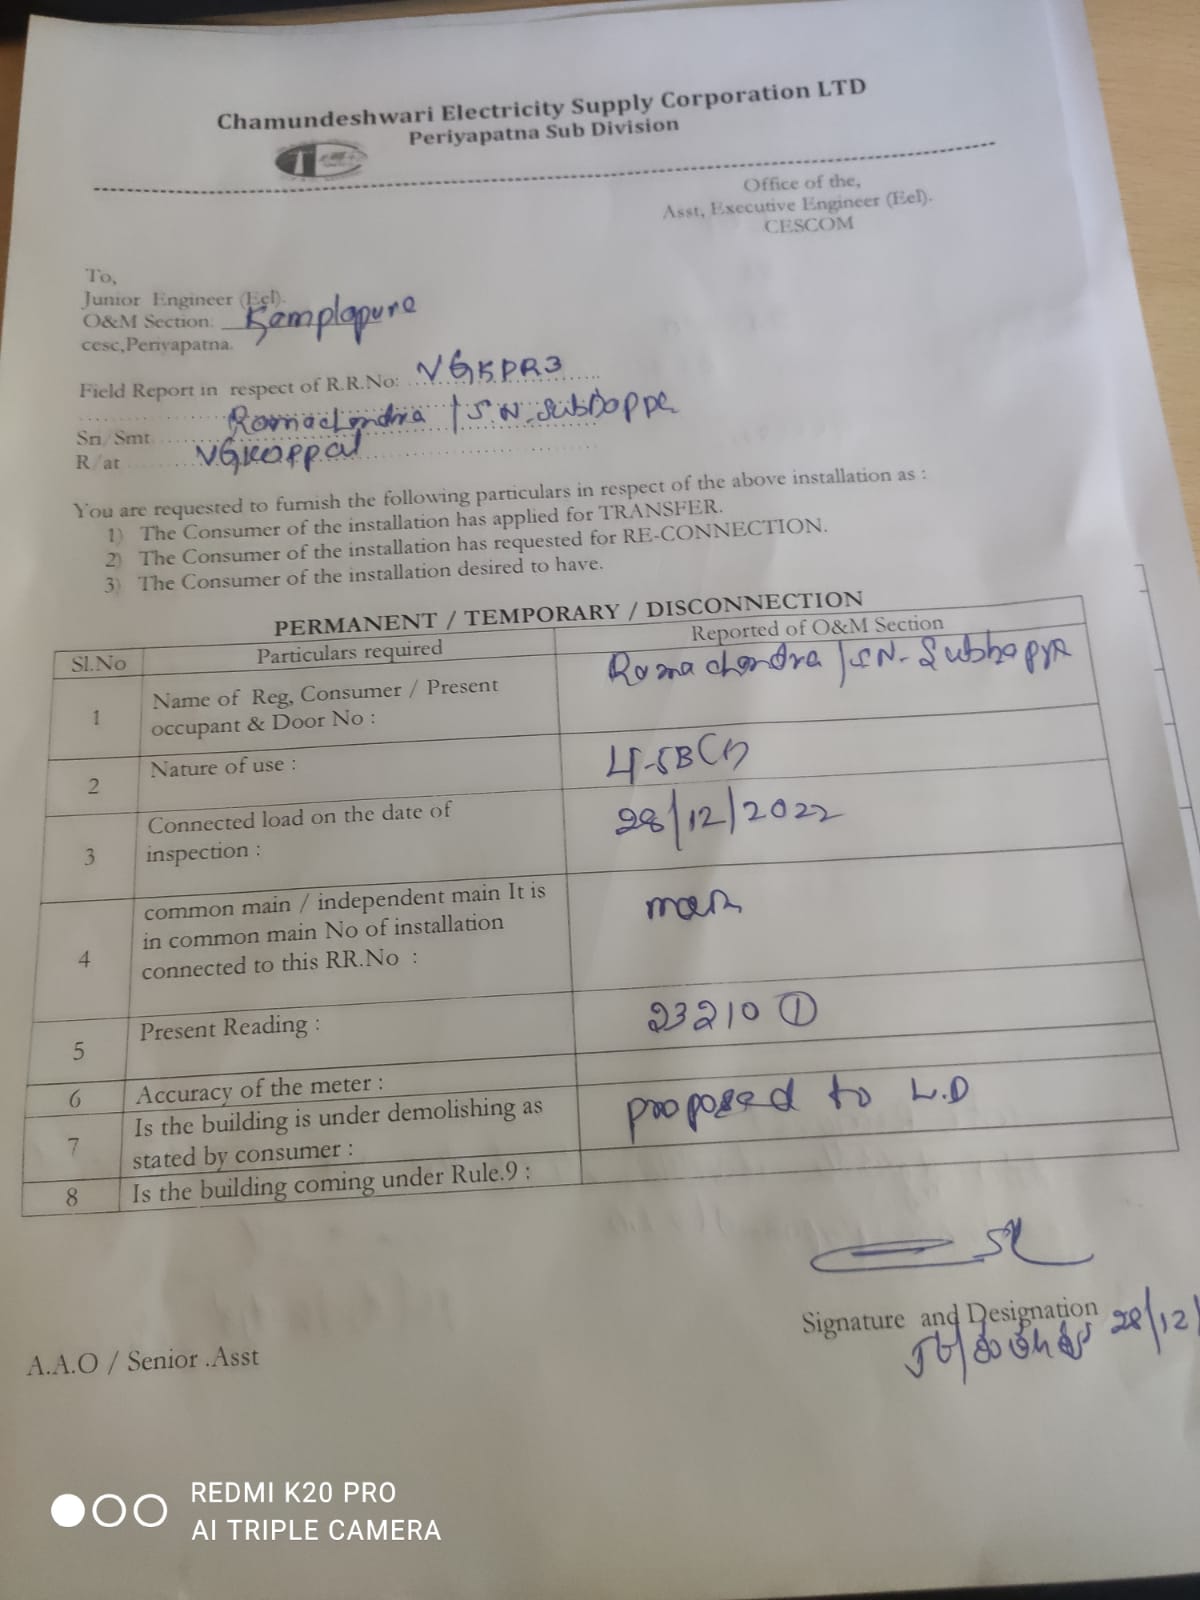 Chamundeshwari Electricity Supply Corporation LTD
Periyapatna Sub Division
Office of the,
Asst, Executive Engineer (Eel).
CESCOM
To,
Junior Engineer (Eel).
O&M Section. Kamplapura
cesc,Periyapatna.
Field Report in respect of R.R.No: VGKPR3
Sri/Smt Ramachandra / S.N. Subbappa
R/at VGKoppal
You are requested to furnish the following particulars in respect of the above installation as :
1) The Consumer of the installation has applied for TRANSFER.
2) The Consumer of the installation has requested for RE-CONNECTION.
3) The Consumer of the installation desired to have.
PERMANENT / TEMPORARY / DISCONNECTION
Sl.No Particulars required Reported of O&M Section
1 Name of Reg, Consumer / Present occupant & Door No : Ramachandra / S.N. Subbappa
2 Nature of use :
3 Connected load on the date of inspection : 28/12/2022
4 common main / independent main It is in common main No of installation connected to this RR.No :
5 Present Reading : 23210 ①
6 Accuracy of the meter :
7 Is the building is under demolishing as stated by consumer : proposed to L.D
8 Is the building coming under Rule.9 :
Signature and Designation
28/12/
A.A.O / Senior .Asst
REDMI K20 PRO
AI TRIPLE CAMERA